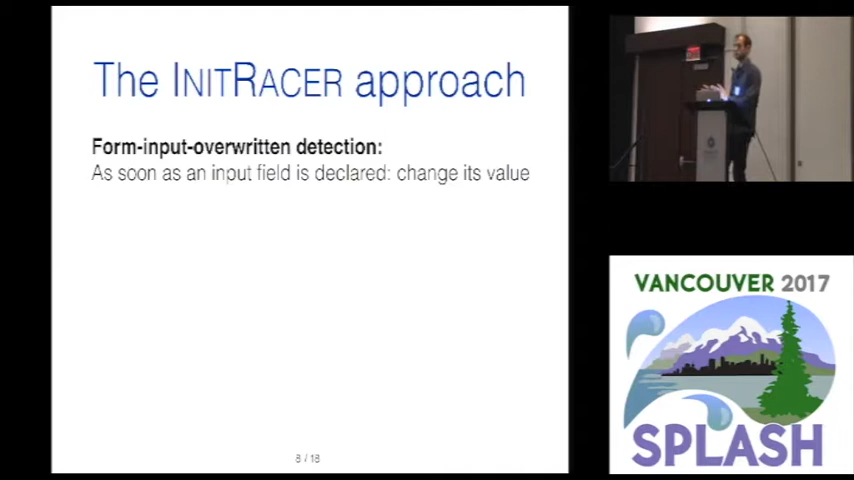 The INITRACER approach
Form-input-overwritten detection:
As soon as an input field is declared: change its value
8 / 18
VANCOUVER 2017
SPLASH